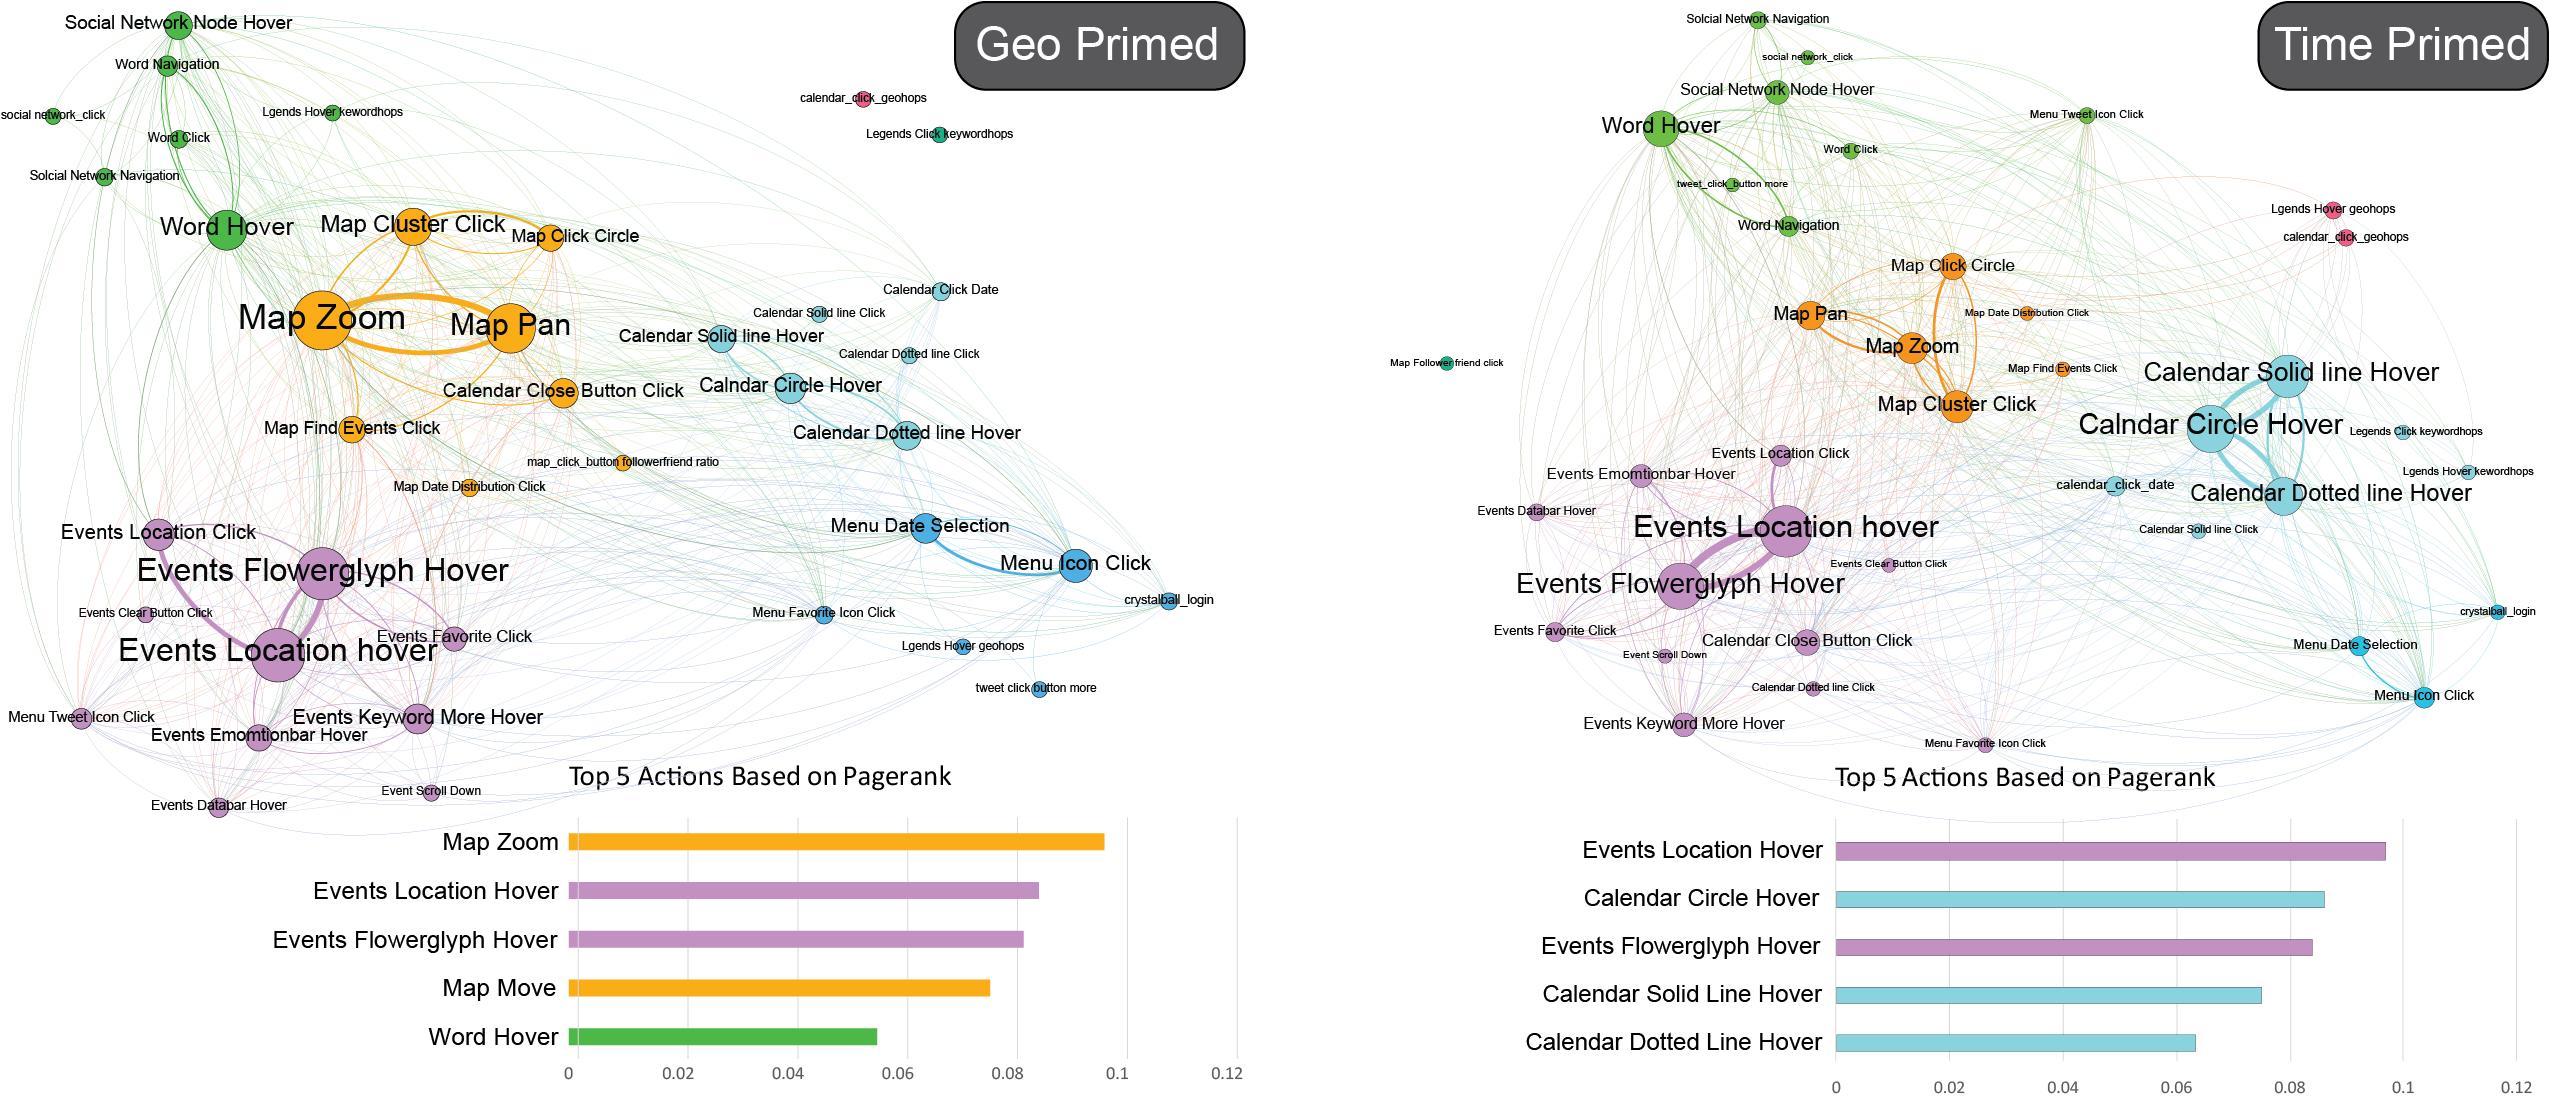 Geo Primed
Social Network Node Hover
Word Navigation
calendar_click_geohops
social network_click
Lgends Hover kewordhops
Legends Click keywordhops
Word Click
Solcial Network Navigation
Word Hover
Map Cluster Click
Map Click Circle
Calendar Click Date
Calendar Solid line Click
Map Zoom
Map Pan
Calendar Solid line Hover
Calendar Dotted line Click
Calendar Close Button Click
Calndar Circle Hover
Map Find Events Click
Calendar Dotted line Hover
map_click_button followerfriend ratio
Map Date Distribution Click
Events Location Click
Menu Date Selection
Events Flowerglyph Hover
Menu Icon Click
crystalball_login
Events Clear Button Click
Menu Favorite Icon Click
Events Favorite Click
Events Location hover
Lgends Hover geohops
tweet click button more
Menu Tweet Icon Click
Events Keyword More Hover
Events Emomtionbar Hover
Event Scroll Down
Events Databar Hover
Top 5 Actions Based on Pagerank
Map Zoom
Events Location Hover
Events Flowerglyph Hover
Map Move
Word Hover
0 0.02 0.04 0.06 0.08 0.1 0.12
Time Primed
Solcial Network Navigation
social network_click
Social Network Node Hover
Menu Tweet Icon Click
Word Hover
Word Click
tweet_click_button more
Lgends Hover geohops
Word Navigation
calendar_click_geohops
Map Click Circle
Map Pan
Map Date Distribution Click
Map Zoom
Map Follower friend click
Map Find Events Click
Calendar Solid line Hover
Map Cluster Click
Calndar Circle Hover
Legends Click keywordhops
Events Location Click
Events Emomtionbar Hover
Lgends Hover kewordhops
calendar_click_date
Calendar Dotted line Hover
Events Databar Hover
Events Location hover
Calendar Solid line Click
Events Clear Button Click
Events Flowerglyph Hover
crystalball_login
Events Favorite Click
Calendar Close Button Click
Menu Date Selection
Event Scroll Down
Calendar Dotted line Click
Menu Icon Click
Events Keyword More Hover
Menu Favorite Icon Click
Top 5 Actions Based on Pagerank
Events Location Hover
Calendar Circle Hover
Events Flowerglyph Hover
Calendar Solid Line Hover
Calendar Dotted Line Hover
0 0.02 0.04 0.06 0.08 0.1 0.12